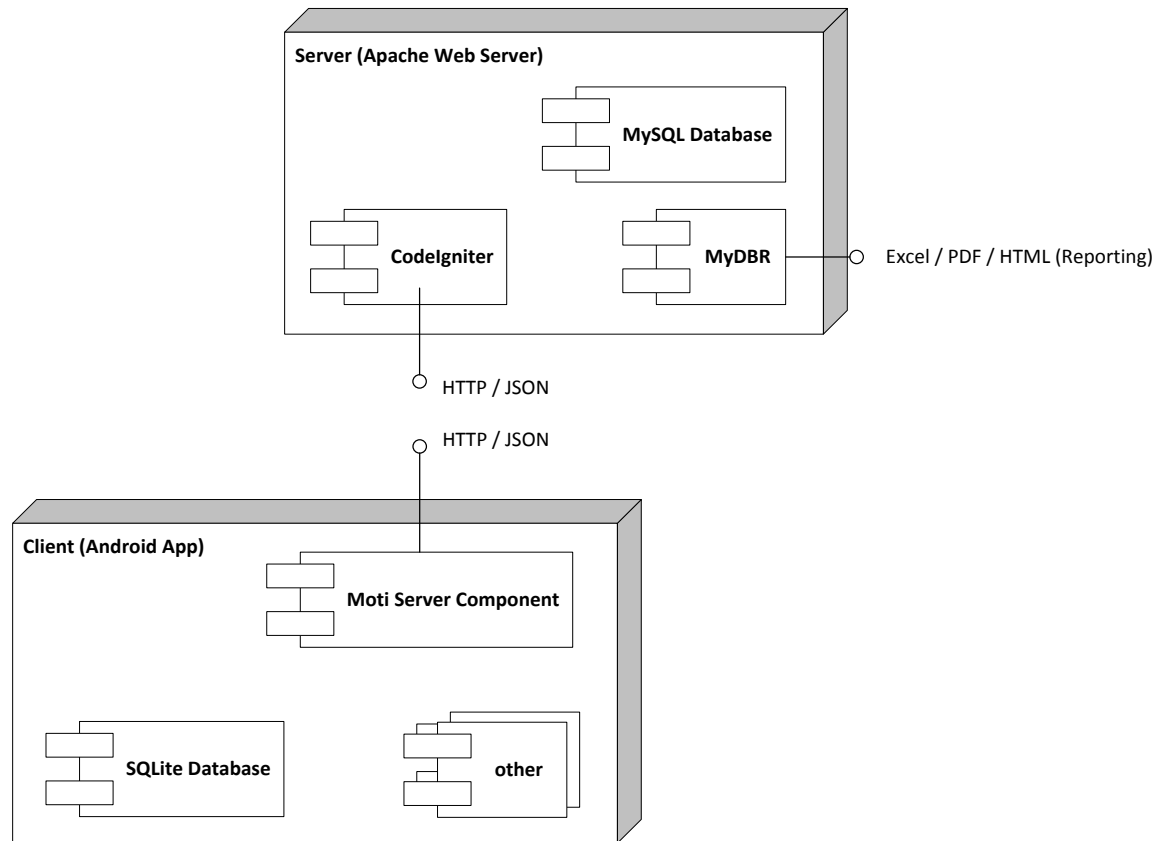 Server (Apache Web Server)
MySQL Database
CodeIgniter
MyDBR
Excel / PDF / HTML (Reporting)
HTTP / JSON
HTTP / JSON
Client (Android App)
Moti Server Component
SQLite Database
other